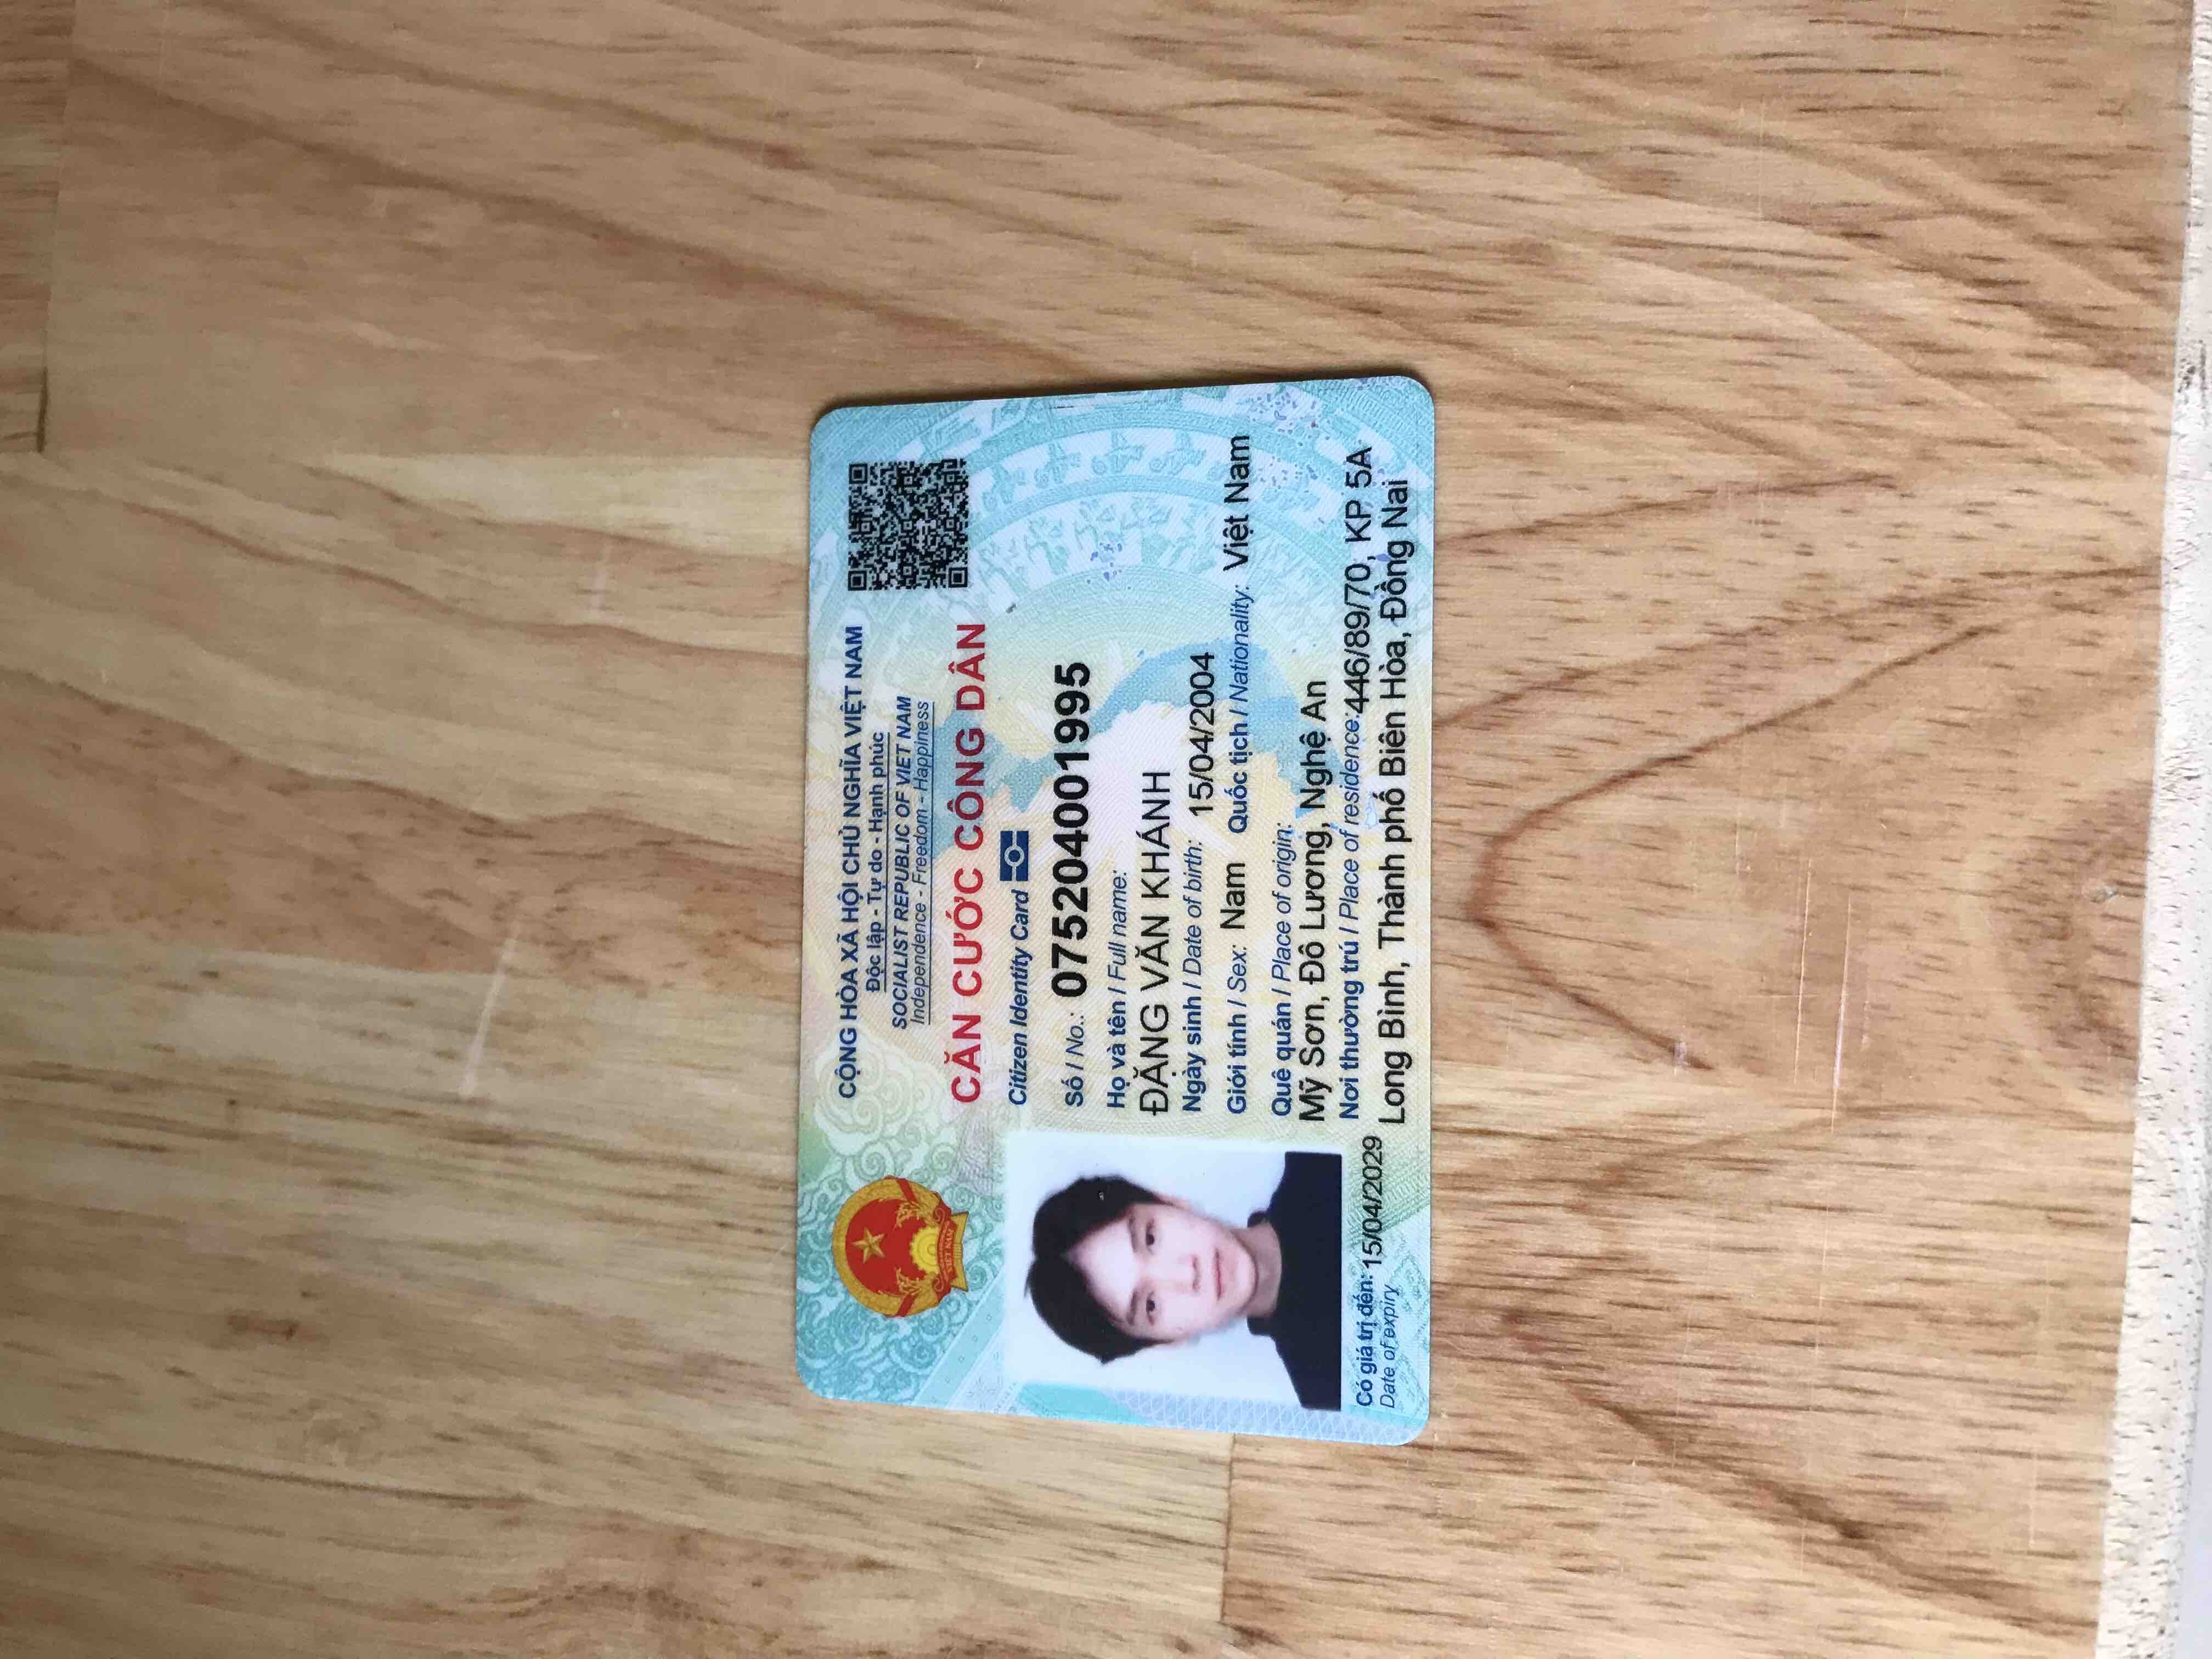 CỘNG HÒA XÃ HỘI CHỦ NGHĨA VIỆT NAM
Độc lập - Tự do - Hạnh phúc
SOCIALIST REPUBLIC OF VIET NAM
Independence - Freedom - Happiness
CĂN CƯỚC CÔNG DÂN
Citizen Identity Card
Số / No.: 075204001995
Họ và tên / Full name:
ĐẶNG VĂN KHÁNH
Ngày sinh / Date of birth: 15/04/2004
Giới tính / Sex: Nam Quốc tịch / Nationality: Việt Nam
Quê quán / Place of origin:
Mỹ Sơn, Đô Lương, Nghệ An
Nơi thường trú / Place of residence: 446/89/70, KP 5A
Long Bình, Thành phố Biên Hòa, Đồng Nai
Có giá trị đến: 15/04/2029
Date of expiry
VIỆT NAM